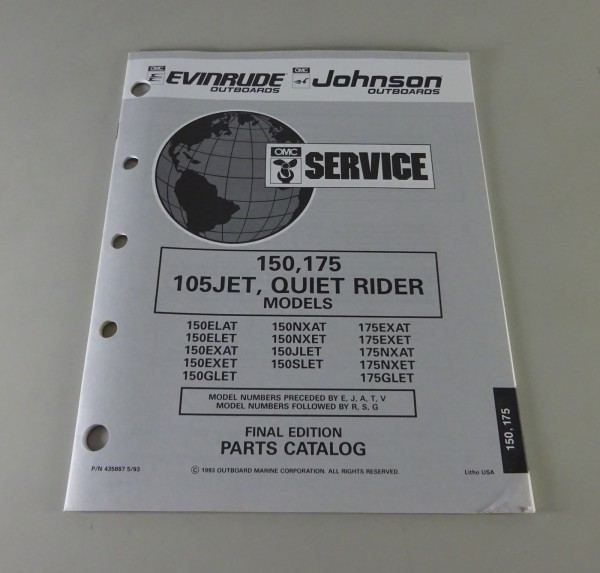 OMC EVINRUDE OUTBOARDS
OMC Johnson OUTBOARDS
OMC SERVICE
150,175
105JET, QUIET RIDER
MODELS
150ELAT 150NXAT 175EXAT
150ELET 150NXET 175EXET
150EXAT 150JLET 175NXAT
150EXET 150SLET 175NXET
150GLET 175GLET
MODEL NUMBERS PRECEDED BY E, J, A, T, V
MODEL NUMBERS FOLLOWED BY R, S, G
FINAL EDITION
PARTS CATALOG
150, 175
P/N 435867 5/93
© 1993 OUTBOARD MARINE CORPORATION. ALL RIGHTS RESERVED.
Litho USA